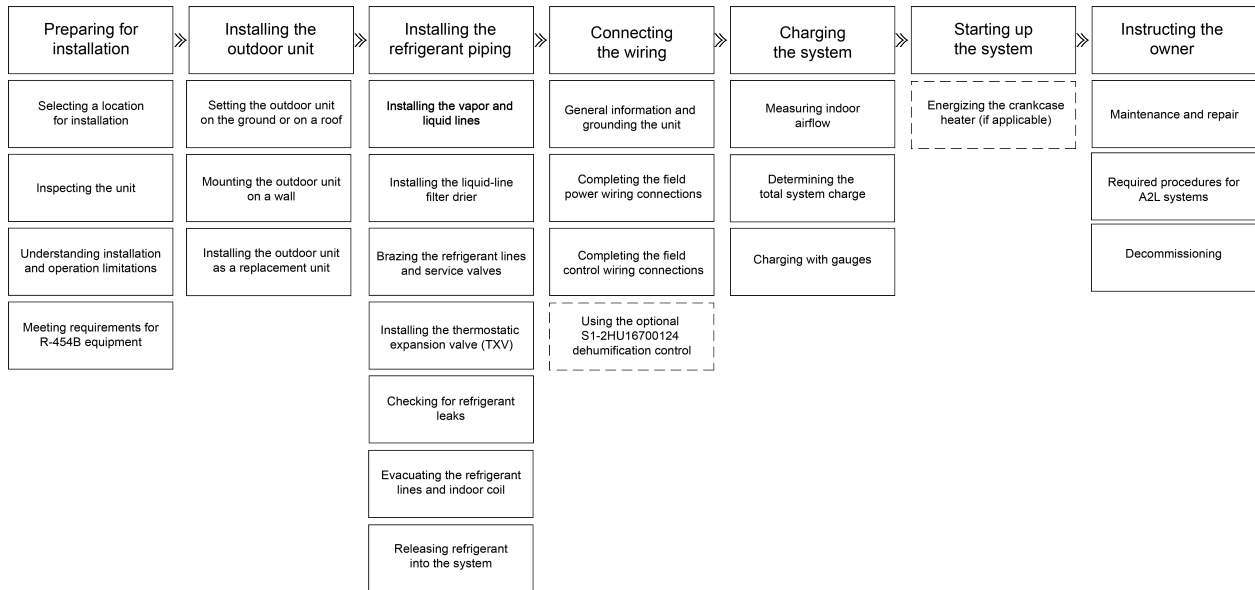 Preparing for
installation
Selecting a location
for installation
Inspecting the unit
Understanding installation
and operation limitations
Meeting requirements for
R-454B equipment
Installing the
outdoor unit
Setting the outdoor unit
on the ground or on a roof
Mounting the outdoor unit
on a wall
Installing the outdoor unit
as a replacement unit
Installing the
refrigerant piping
Installing the vapor and
liquid lines
Installing the liquid-line
filter drier
Brazing the refrigerant lines
and service valves
Installing the thermostatic
expansion valve (TXV)
Checking for refrigerant
leaks
Evacuating the refrigerant
lines and indoor coil
Releasing refrigerant
into the system
Connecting
the wiring
General information and
grounding the unit
Completing the field
power wiring connections
Completing the field
control wiring connections
Using the optional
S1-2HU16700124
dehumification control
Charging
the system
Measuring indoor
airflow
Determining the
total system charge
Charging with gauges
Starting up
the system
Energizing the crankcase
heater (if applicable)
Instructing the
owner
Maintenance and repair
Required procedures for
A2L systems
Decommissioning